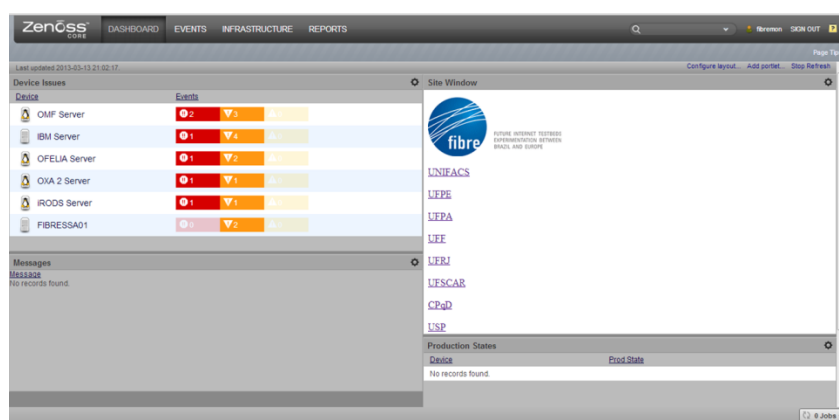 Zenoss DASHBOARD EVENTS INFRASTRUCTURE REPORTS fibremon SIGN OUT
CORE
Page Tip
Last updated 2013-03-13 21:02:17. Configure layout... Add portlet... Stop Refresh
Device Issues
Device Events
OMF Server 2 3
IBM Server 1 4
OFELIA Server 1 2
OXA 2 Server 1 1
iRODS Server 1 1
FIBRESSA01 0 2
Messages
Message
No records found.
Site Window
fibre
FUTURE INTERNET TESTBEDS
EXPERIMENTATION BETWEEN
BRAZIL AND EUROPE
UNIFACS
UFPE
UFPA
UFF
UFRJ
UFSCAR
CPqD
USP
Production States
Device Prod State
No records found.
0 Jobs